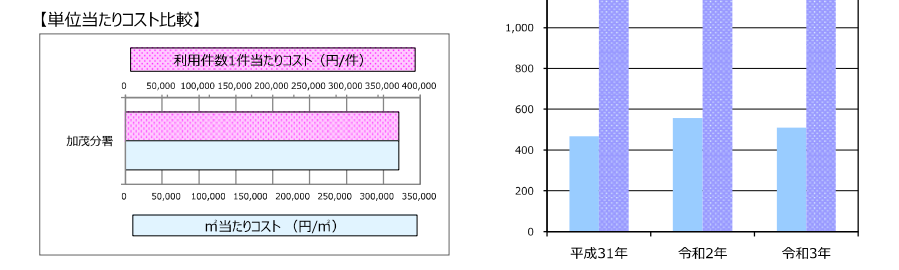 【単位当たりコスト比較】
利用件数1件当たりコスト（円/件）
0 50,000 100,000 150,000 200,000 250,000 300,000 350,000 400,000
加茂分署
0 50,000 100,000 150,000 200,000 250,000 300,000 350,000
㎡当たりコスト （円/㎡）
1,000
800
600
400
200
0
平成31年 令和2年 令和3年